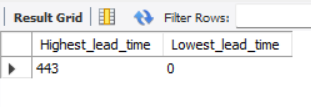 Result Grid Filter Rows:
Highest_lead_time Lowest_lead_time
443 0